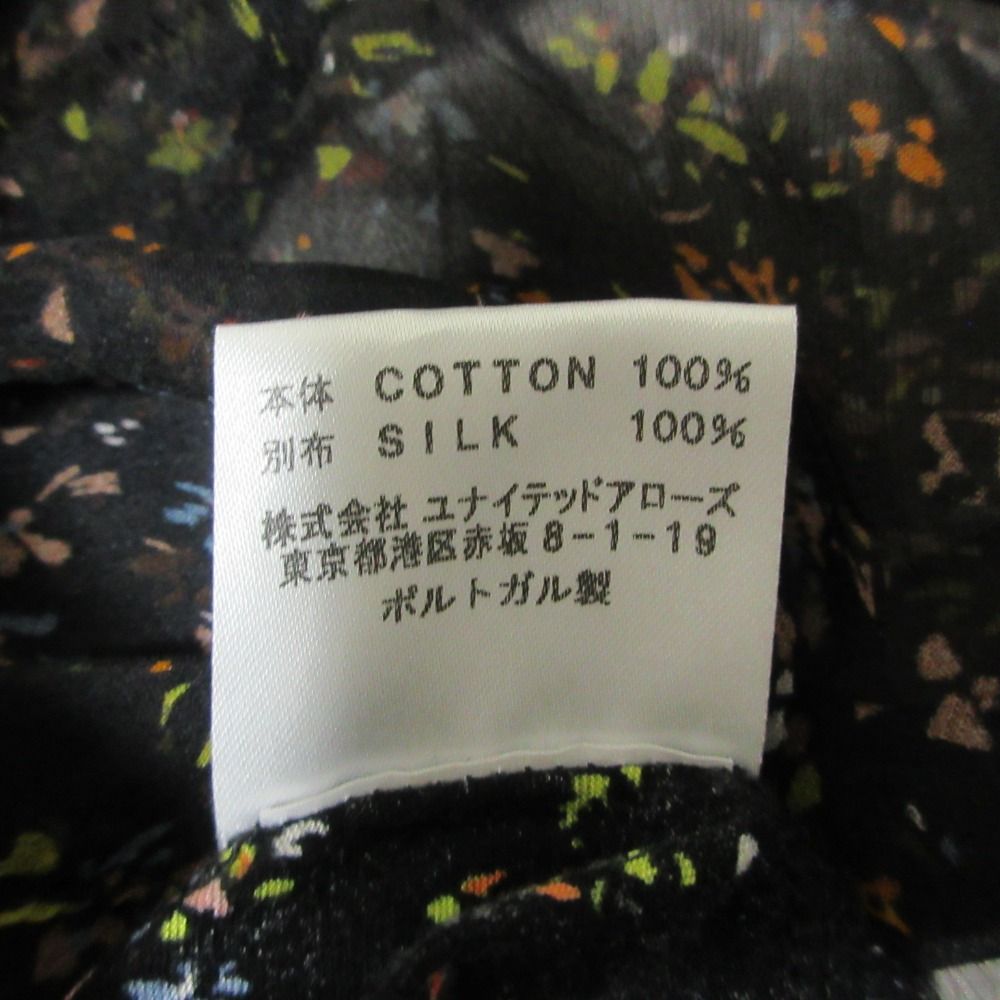 本体 COTTON 100%
別布 SILK 100%
株式会社 ユナイテッドアローズ
東京都港区赤坂 8-1-19
ポルトガル製